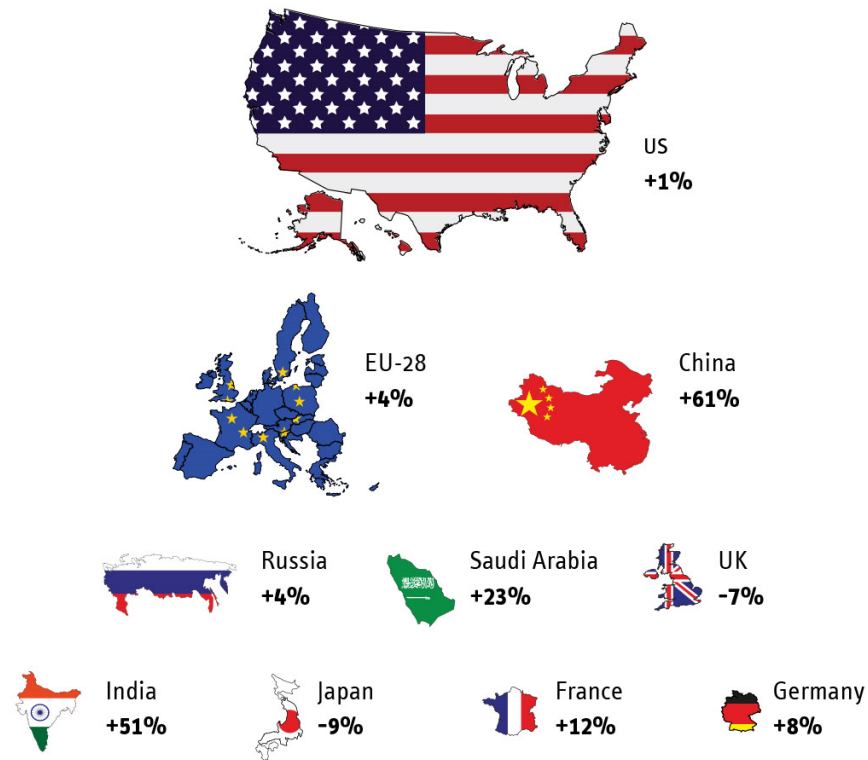 US
+1%
EU-28
+4%
China
+61%
Russia
+4%
Saudi Arabia
+23%
UK
-7%
India
+51%
Japan
-9%
France
+12%
Germany
+8%